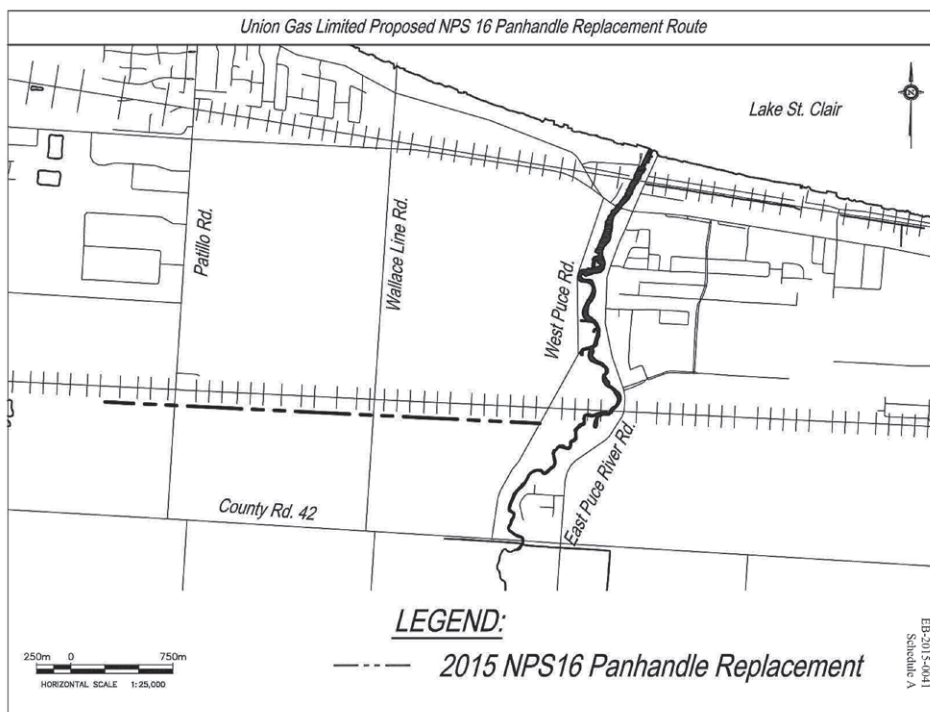 Union Gas Limited Proposed NPS 16 Panhandle Replacement Route
Lake St. Clair
N
Patillo Rd.
Wallace Line Rd.
West Puce Rd.
East Puce River Rd.
County Rd. 42
LEGEND:
2015 NPS16 Panhandle Replacement
250m 0 750m
HORIZONTAL SCALE 1:25,000
EB-2015-0041
Schedule A